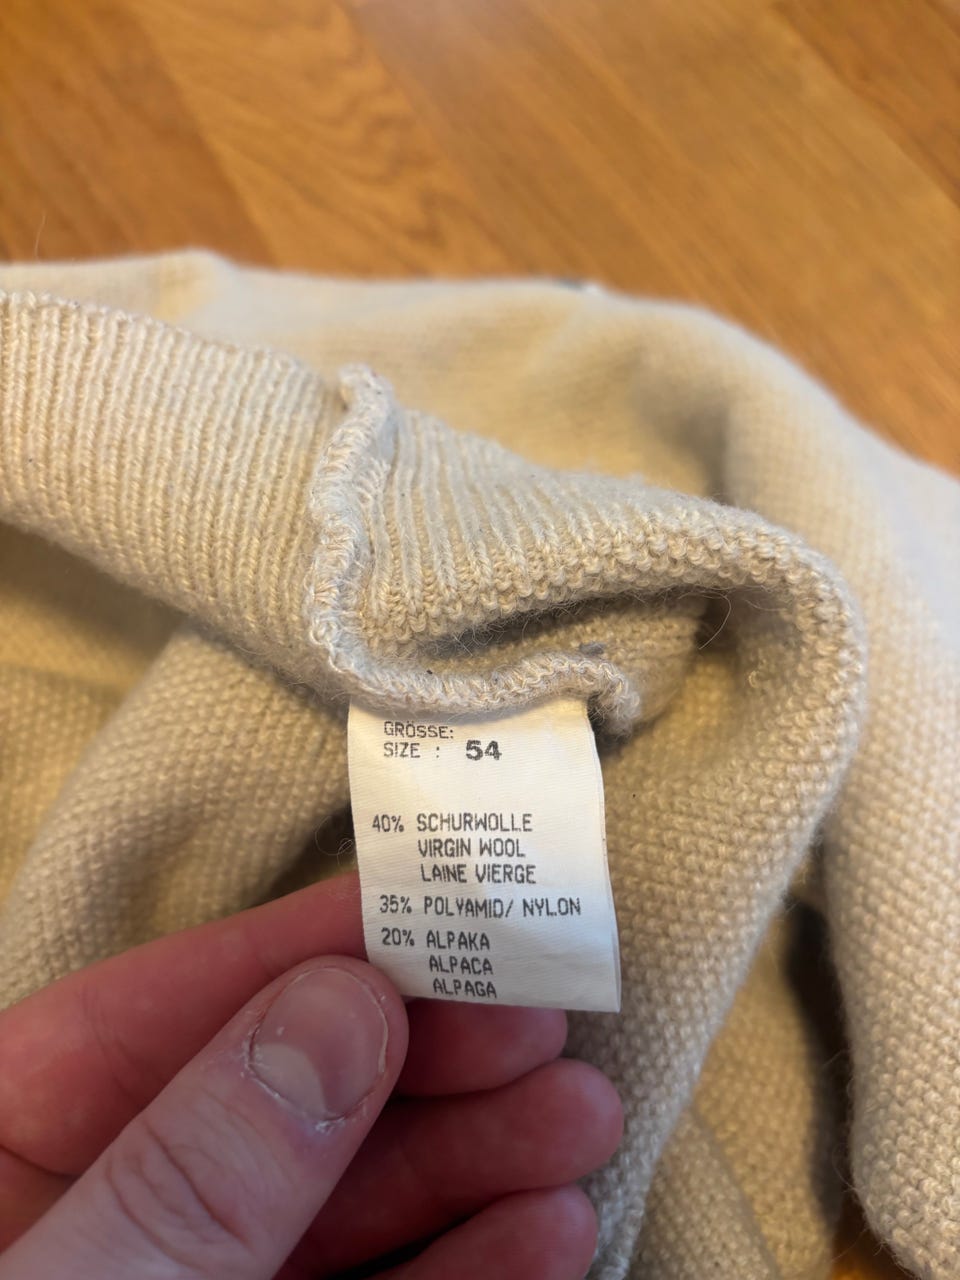 GRÖSSE:
SIZE : 54
40% SCHURWOLLE
VIRGIN WOOL
LAINE VIERGE
35% POLYAMID/ NYLON
20% ALPAKA
ALPACA
ALPAGA